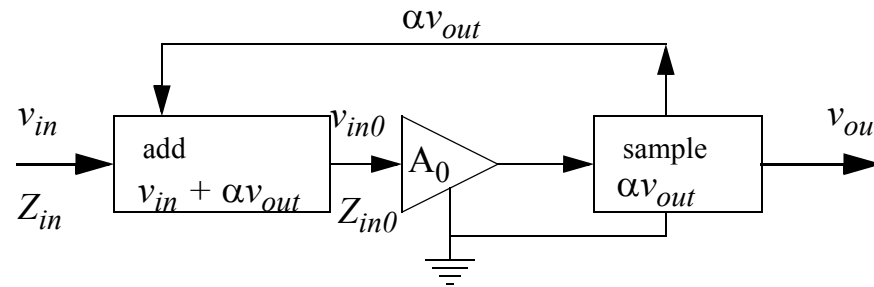 αv_out
v_in
Z_in
add
v_in + αv_out
v_in0
Z_in0
A_0
sample
αv_out
v_ou